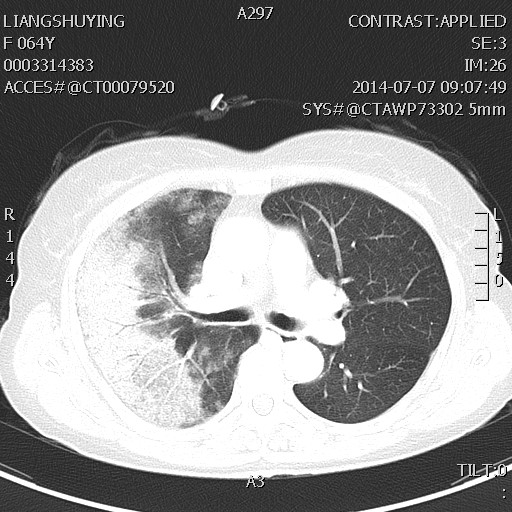 LIANGSHUYING
F 064Y
0003314383
ACCES#@CT00079520
A297
CONTRAST:APPLIED
SE:3
IM:26
2014-07-07 09:07:49
SYS#@CTAWP73302 5mm
R
1
4
4
L
1
5
0
A3
TILT:0
: